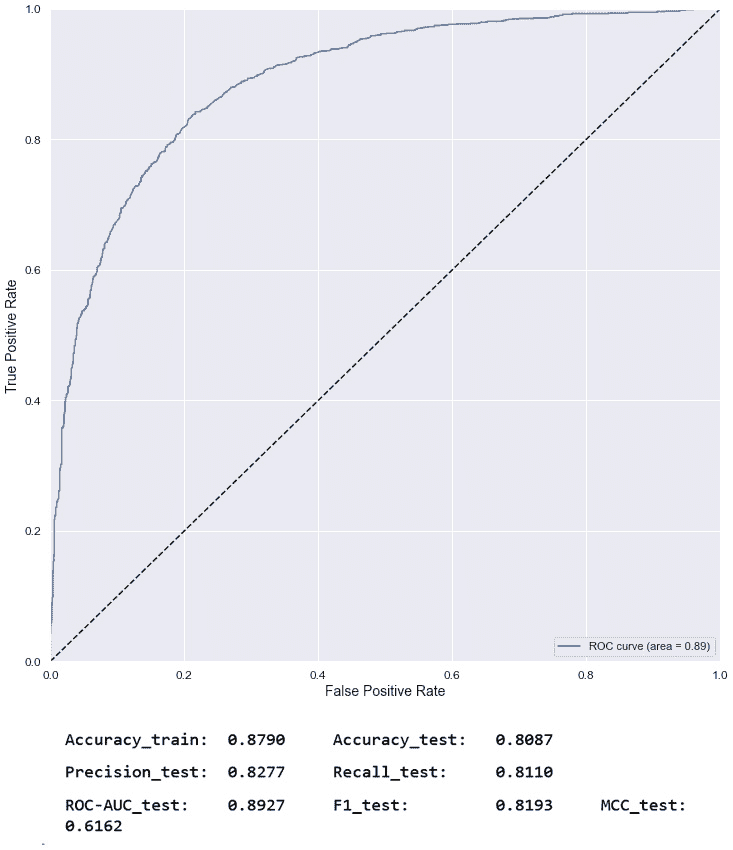 1.0
0.8
0.6
0.4
0.2
0.0
True Positive Rate
ROC curve (area = 0.89)
0.0 0.2 0.4 0.6 0.8 1.0
False Positive Rate
Accuracy_train: 0.8790 Accuracy_test: 0.8087
Precision_test: 0.8277 Recall_test: 0.8110
ROC-AUC_test: 0.8927 F1_test: 0.8193 MCC_test:
0.6162